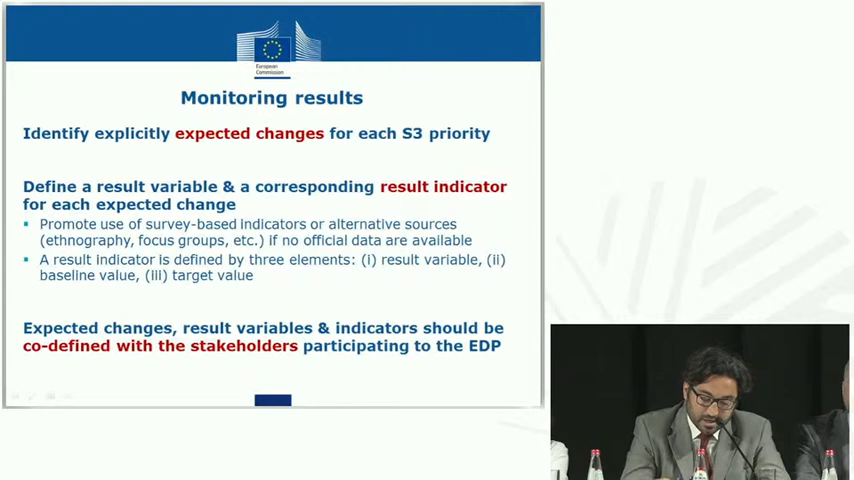 European
Commission
Monitoring results
Identify explicitly expected changes for each S3 priority
Define a result variable & a corresponding result indicator
for each expected change
Promote use of survey-based indicators or alternative sources
(ethnography, focus groups, etc.) if no official data are available
A result indicator is defined by three elements: (i) result variable, (ii)
baseline value, (iii) target value
Expected changes, result variables & indicators should be
co-defined with the stakeholders participating to the EDP